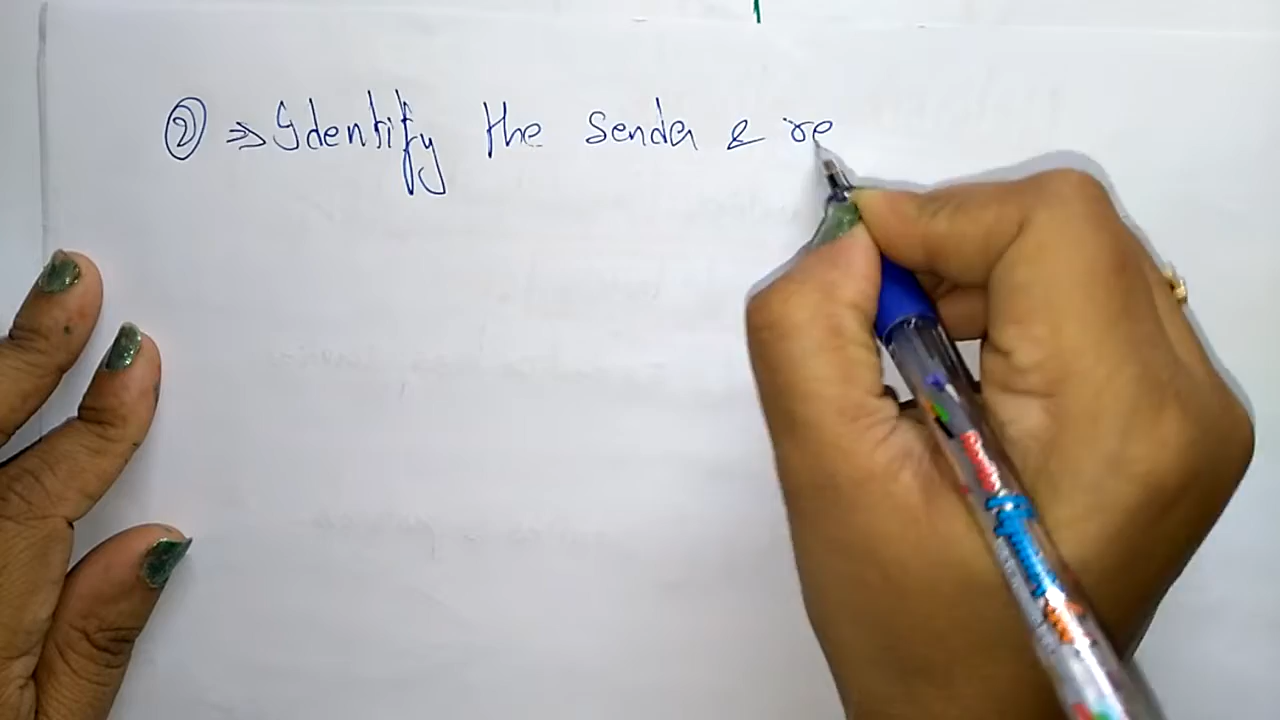 ② ⇒ Identify the sender & re